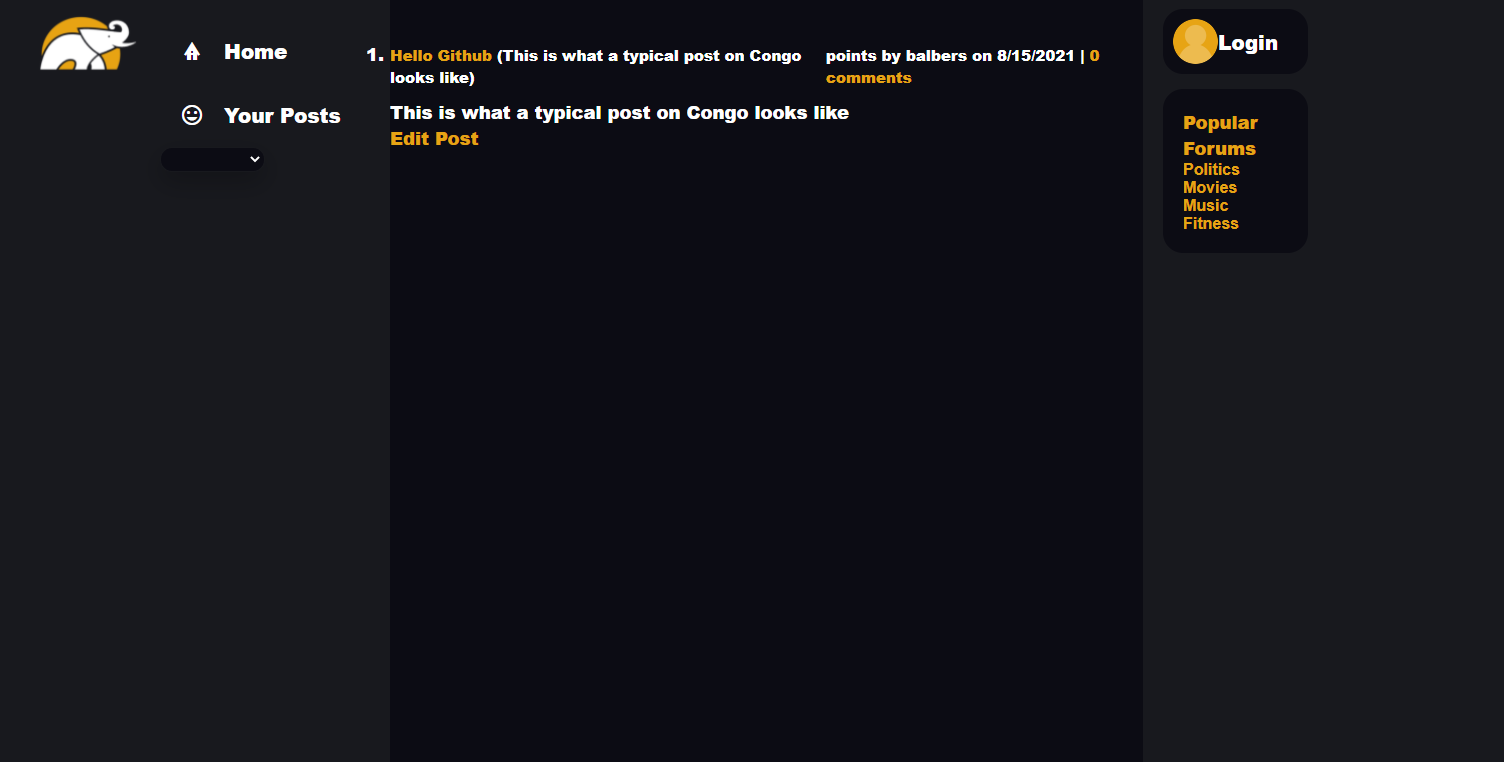 Home
Your Posts
1. Hello Github (This is what a typical post on Congo
looks like)
points by balbers on 8/15/2021 | 0
comments
This is what a typical post on Congo looks like
Edit Post
Login
Popular
Forums
Politics
Movies
Music
Fitness